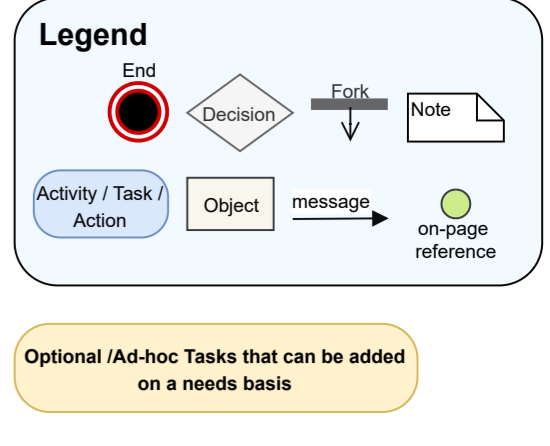 Legend
End
Decision
Fork
Note
Activity / Task /
Action
Object
message
on-page
reference
Optional /Ad-hoc Tasks that can be added
on a needs basis